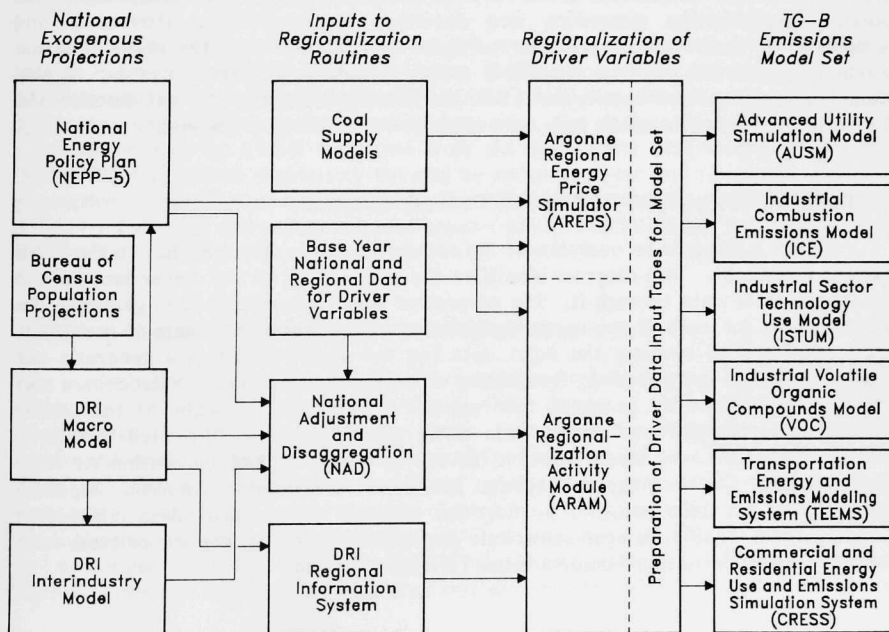 National
Exogenous
Projections
Inputs to
Regionalization
Routines
Regionalization of
Driver Variables
TG-B
Emissions
Model Set
National
Energy
Policy Plan
(NEPP-5)
Bureau of
Census
Population
Projections
DRI
Macro
Model
DRI
Interindustry
Model
Coal
Supply
Models
Base Year
National and
Regional Data
for Driver
Variables
National
Adjustment
and
Disaggregation
(NAD)
DRI
Regional
Information
System
Argonne
Regional
Energy
Price
Simulator
(AREPS)
Argonne
Regional-
ization
Activity
Module
(ARAM)
Preparation of Driver Data Input Tapes for Model Set
Advanced Utility
Simulation Model
(AUSM)
Industrial
Combustion
Emissions Model
(ICE)
Industrial Sector
Technology
Use Model
(ISTUM)
Industrial Volatile
Organic
Compounds Model
(VOC)
Transportation
Energy and
Emissions Modeling
System (TEEMS)
Commercial and
Residential Energy
Use and Emissions
Simulation System
(CRESS)